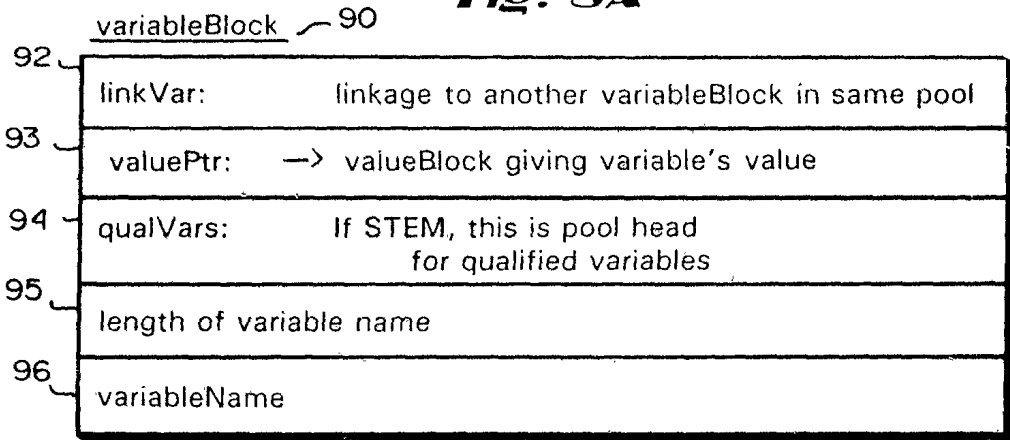 variableBlock 90
92
linkVar: linkage to another variableBlock in same pool
93
valuePtr: —> valueBlock giving variable's value
94
qualVars: If STEM, this is pool head
for qualified variables
95
length of variable name
96
variableName